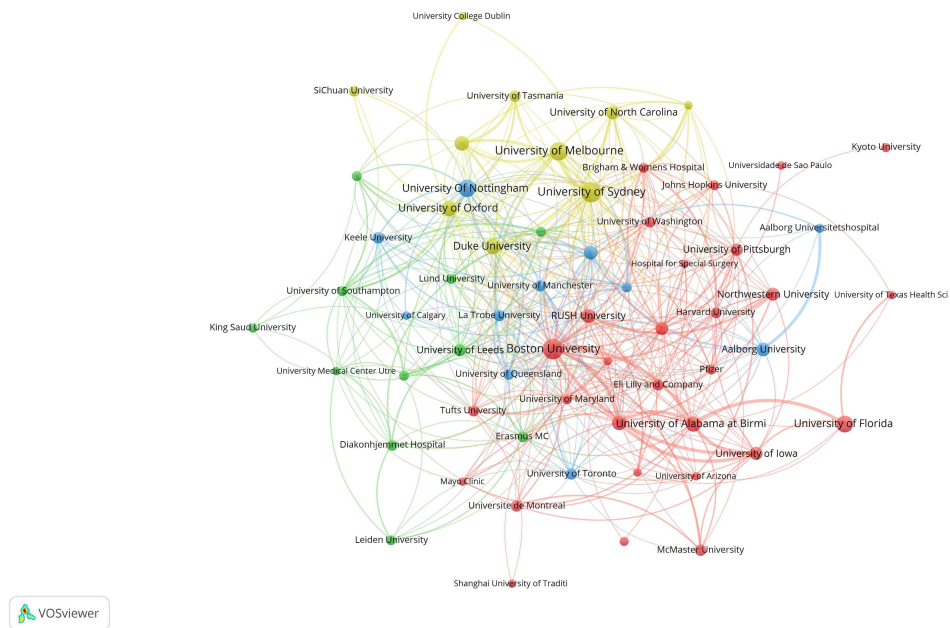 University College Dublin
SiChuan University
University of Tasmania
University of North Carolina
University of Melbourne
Kyoto University
Brigham & Womens Hospital
Universidade de Sao Paulo
University Of Nottingham
University of Sydney
Johns Hopkins University
University of Oxford
University of Washington
Aalborg Universitetshospital
Keele University
Duke University
University of Pittsburgh
Hospital for Special Surgery
Lund University
University of Manchester
University of Southampton
Northwestern University
University of Texas Health Sci
University of Calgary
La Trobe University
RUSH University
Harvard University
King Saud University
University of Leeds
Boston University
Aalborg University
University Medical Center Utre
University of Queensland
Pfizer
Eli Lilly and Company
University of Maryland
Tufts University
University of Alabama at Birmi
University of Florida
Erasmus MC
Diakonhjemmet Hospital
University of Iowa
University of Toronto
University of Arizona
Mayo Clinic
Universite de Montreal
Leiden University
McMaster University
Shanghai University of Traditi
VOSviewer